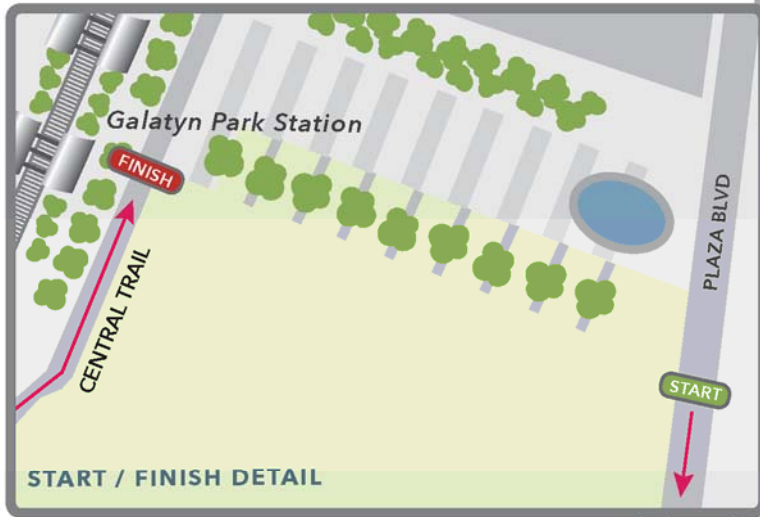 Galatyn Park Station
FINISH
PLAZA BLVD
CENTRAL TRAIL
START
START / FINISH DETAIL